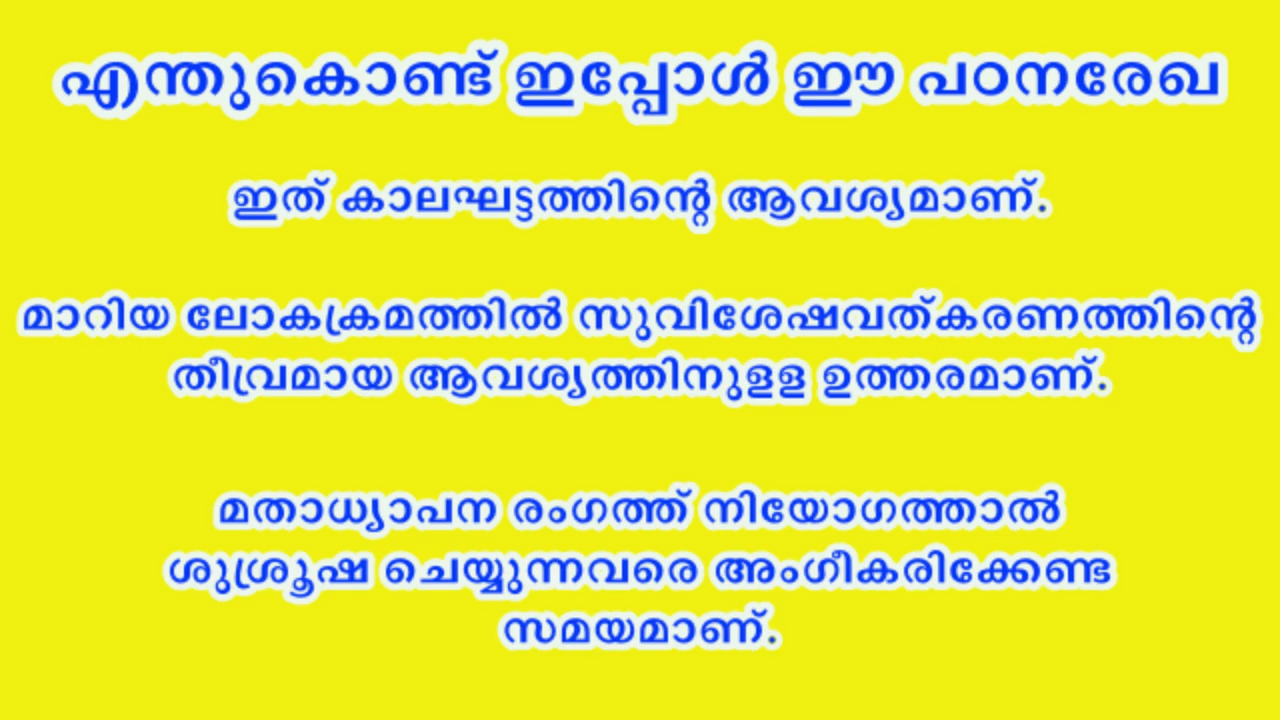 എന്തുകൊണ്ട് ഇപ്പോൾ ഈ പഠനരേഖ
ഇത് കാലഘട്ടത്തിന്റെ ആവശ്യമാണ്.
മാറിയ ലോകക്രമത്തിൽ സുവിശേഷവത്കരണത്തിന്റെ
തീവ്രമായ ആവശ്യത്തിനുളള ഉത്തരമാണ്.
മതാധ്യാപന രംഗത്ത് നിയോഗത്താൽ
ശുശ്രൂഷ ചെയ്യുന്നവരെ അംഗീകരിക്കേണ്ട
സമയമാണ്.